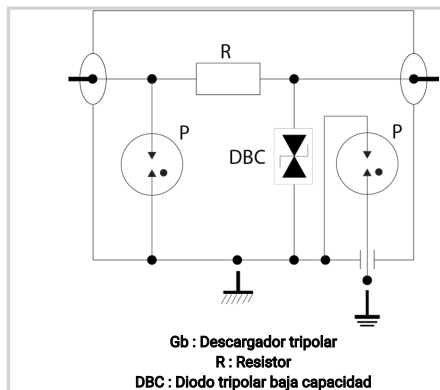 R
P
DBC
P
Gb : Descargador tripolar
R : Resistor
DBC : Diodo tripolar baja capacidad